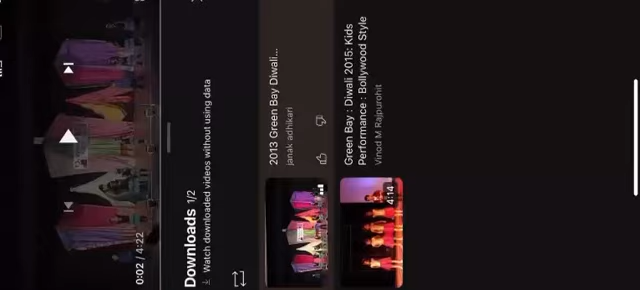 0:02 / 4:22
Downloads 1/2
Watch downloaded videos without using data
2013 Green Bay Diwali...
janak adhikari
4:14
Green Bay : Diwali 2015: Kids
Performance : Bollywood Style
Vinod M Rajpurohit